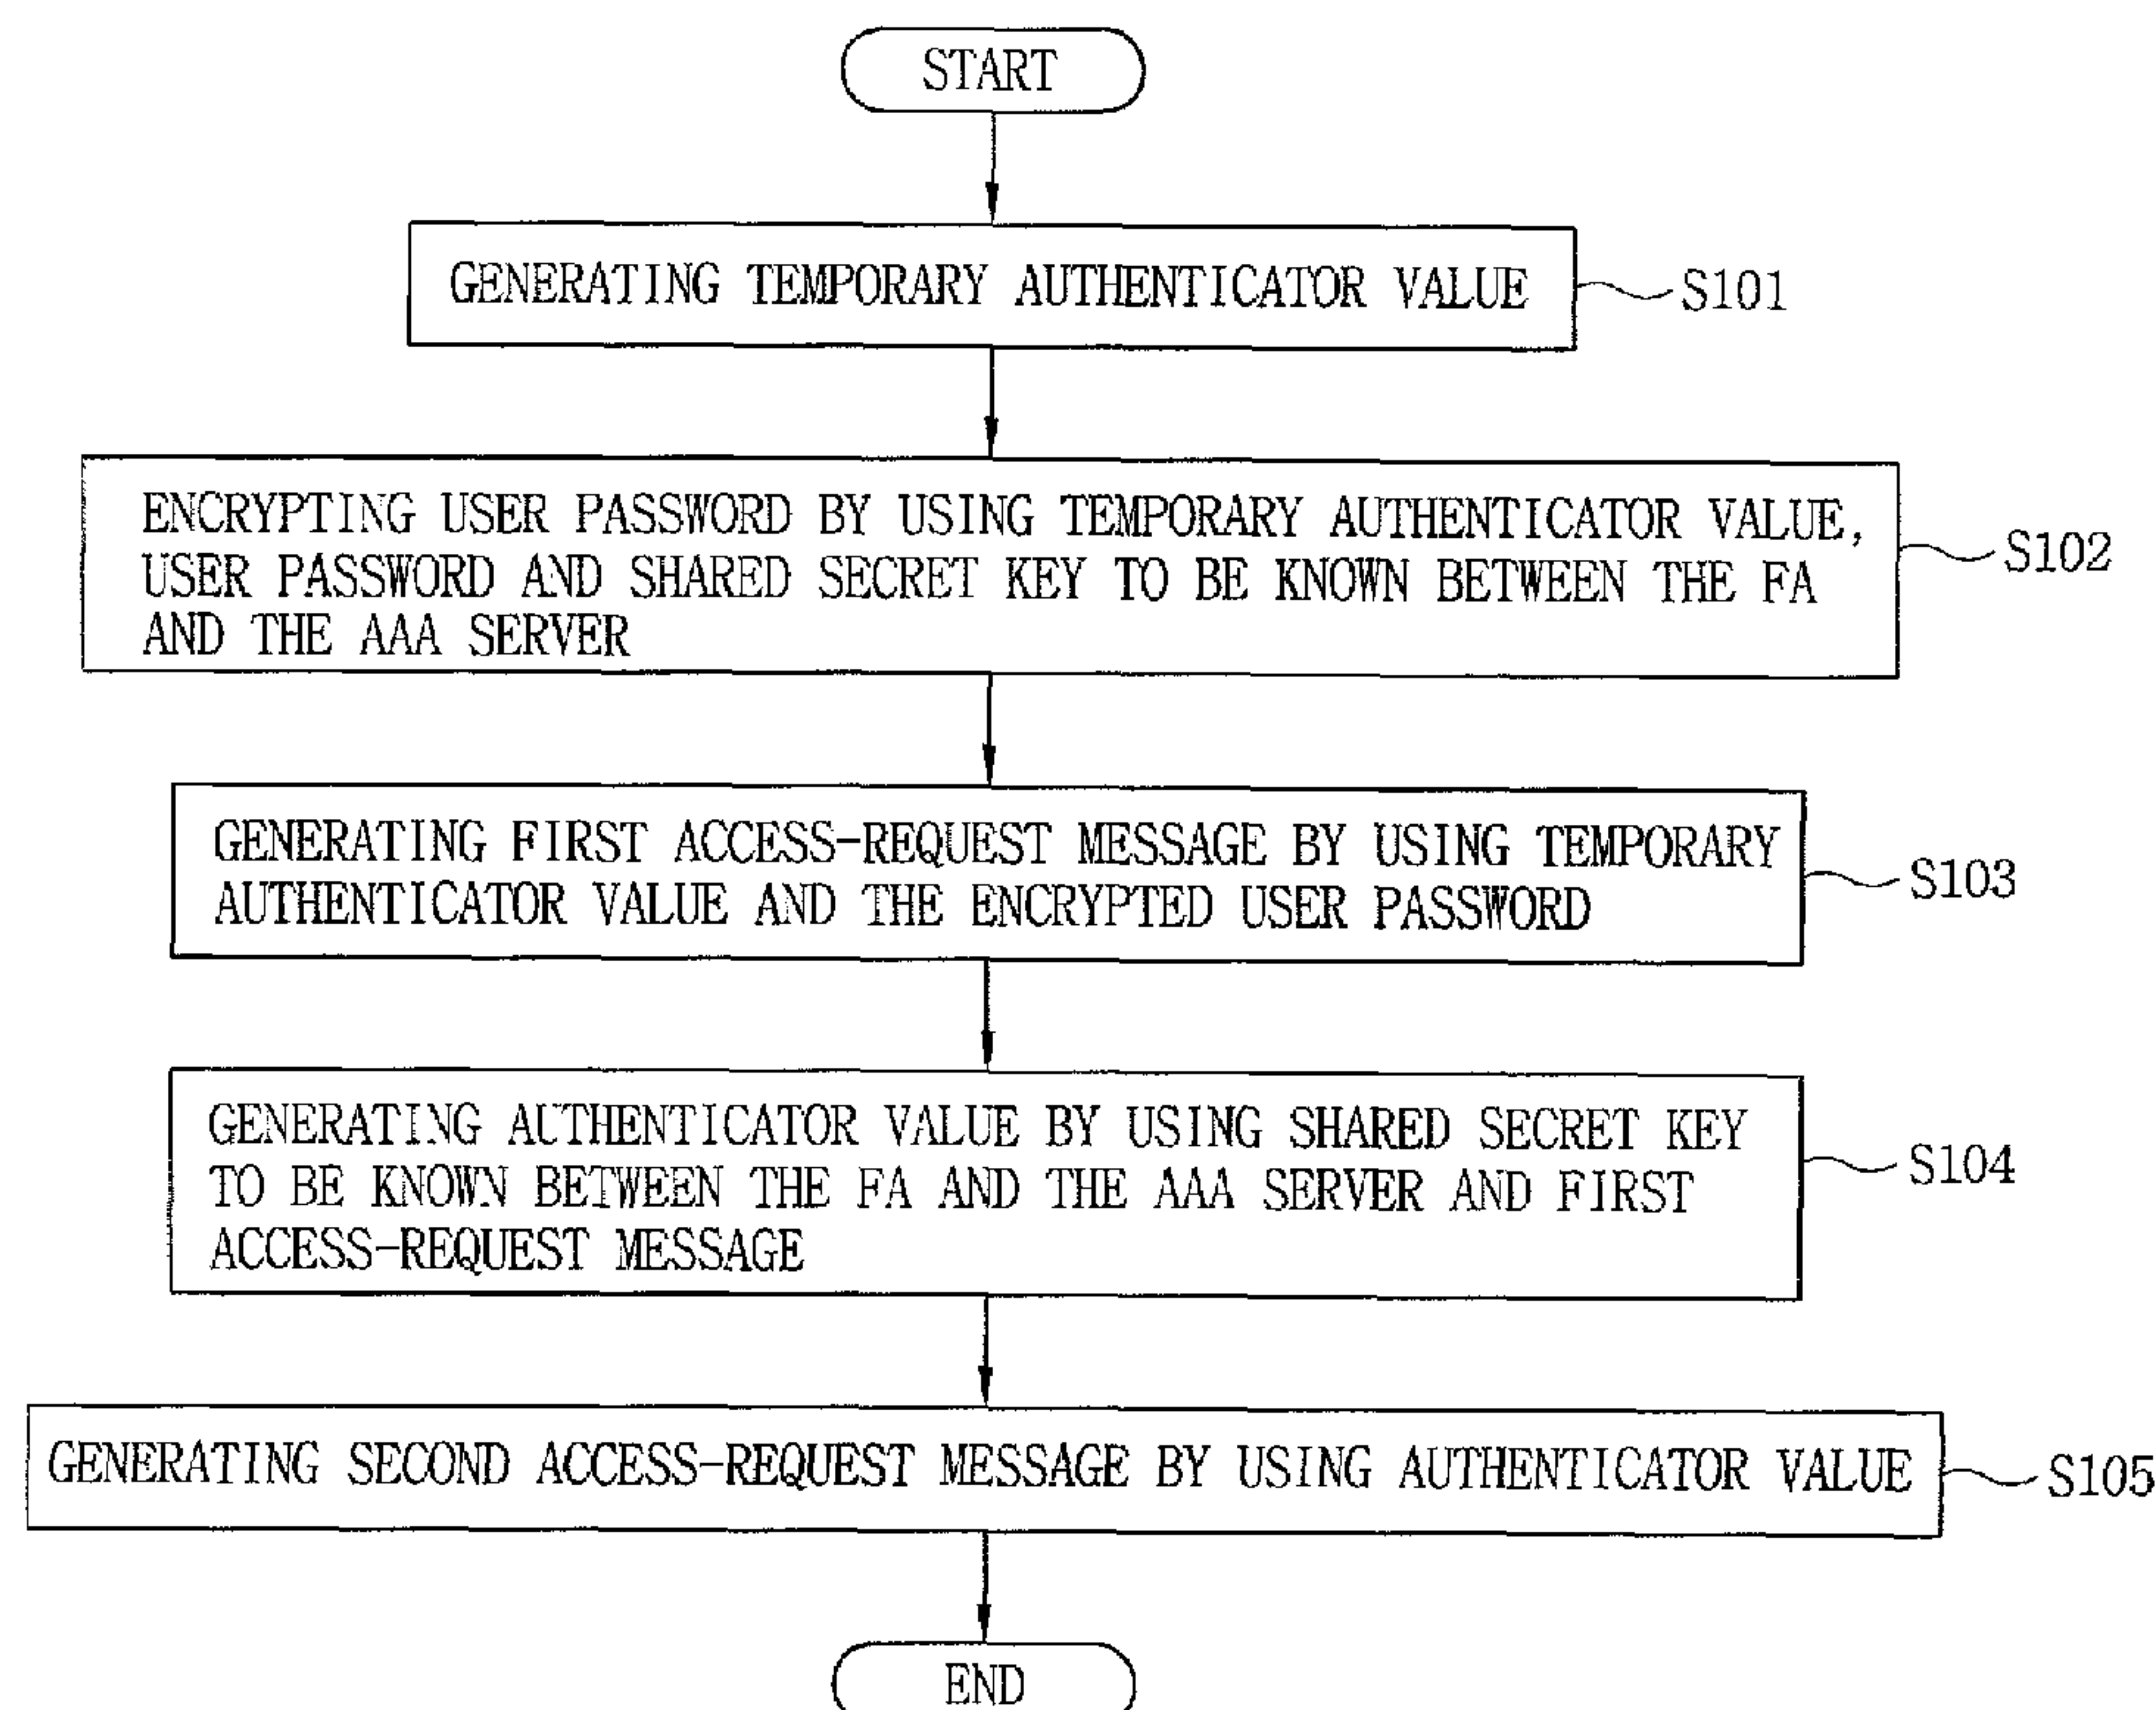 START
GENERATING TEMPORARY AUTHENTICATOR VALUE
S101
ENCRYPTING USER PASSWORD BY USING TEMPORARY AUTHENTICATOR VALUE,
USER PASSWORD AND SHARED SECRET KEY TO BE KNOWN BETWEEN THE FA
AND THE AAA SERVER
S102
GENERATING FIRST ACCESS-REQUEST MESSAGE BY USING TEMPORARY
AUTHENTICATOR VALUE AND THE ENCRYPTED USER PASSWORD
S103
GENERATING AUTHENTICATOR VALUE BY USING SHARED SECRET KEY
TO BE KNOWN BETWEEN THE FA AND THE AAA SERVER AND FIRST
ACCESS-REQUEST MESSAGE
S104
GENERATING SECOND ACCESS-REQUEST MESSAGE BY USING AUTHENTICATOR VALUE
S105
END